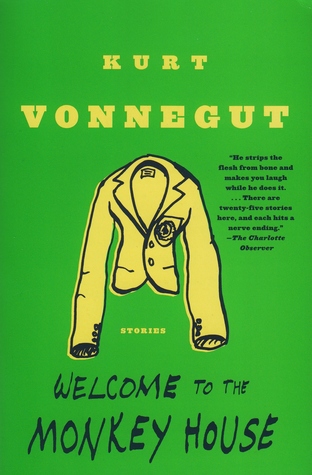 KURT
VONNEGUT
"He strips the
flesh from bone and
makes you laugh
while he does it.
. . . There are
twenty-five stories
here, and each hits a
nerve ending."
—The Charlotte
Observer
STORIES
WELCOME TO THE
MONKEY HOUSE